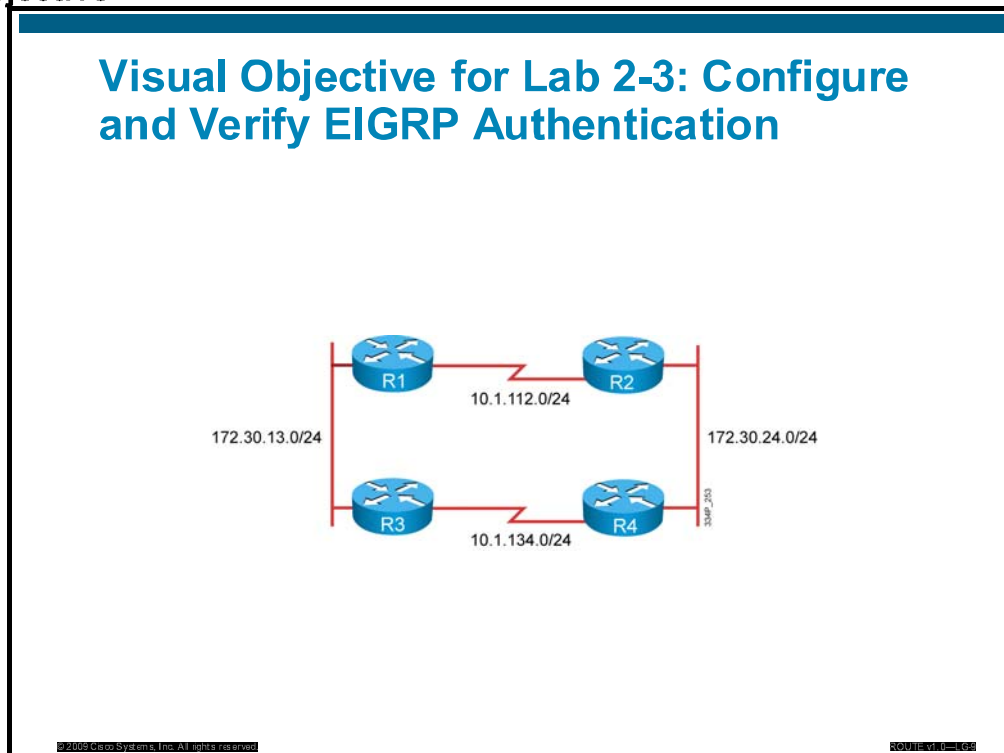 Visual Objective for Lab 2-3: Configure
and Verify EIGRP Authentication
R1
R2
10.1.112.0/24
172.30.13.0/24
172.30.24.0/24
R3
R4
10.1.134.0/24
334P_253
© 2009 Cisco Systems, Inc. All rights reserved.
ROUTE v1.0—LG-9